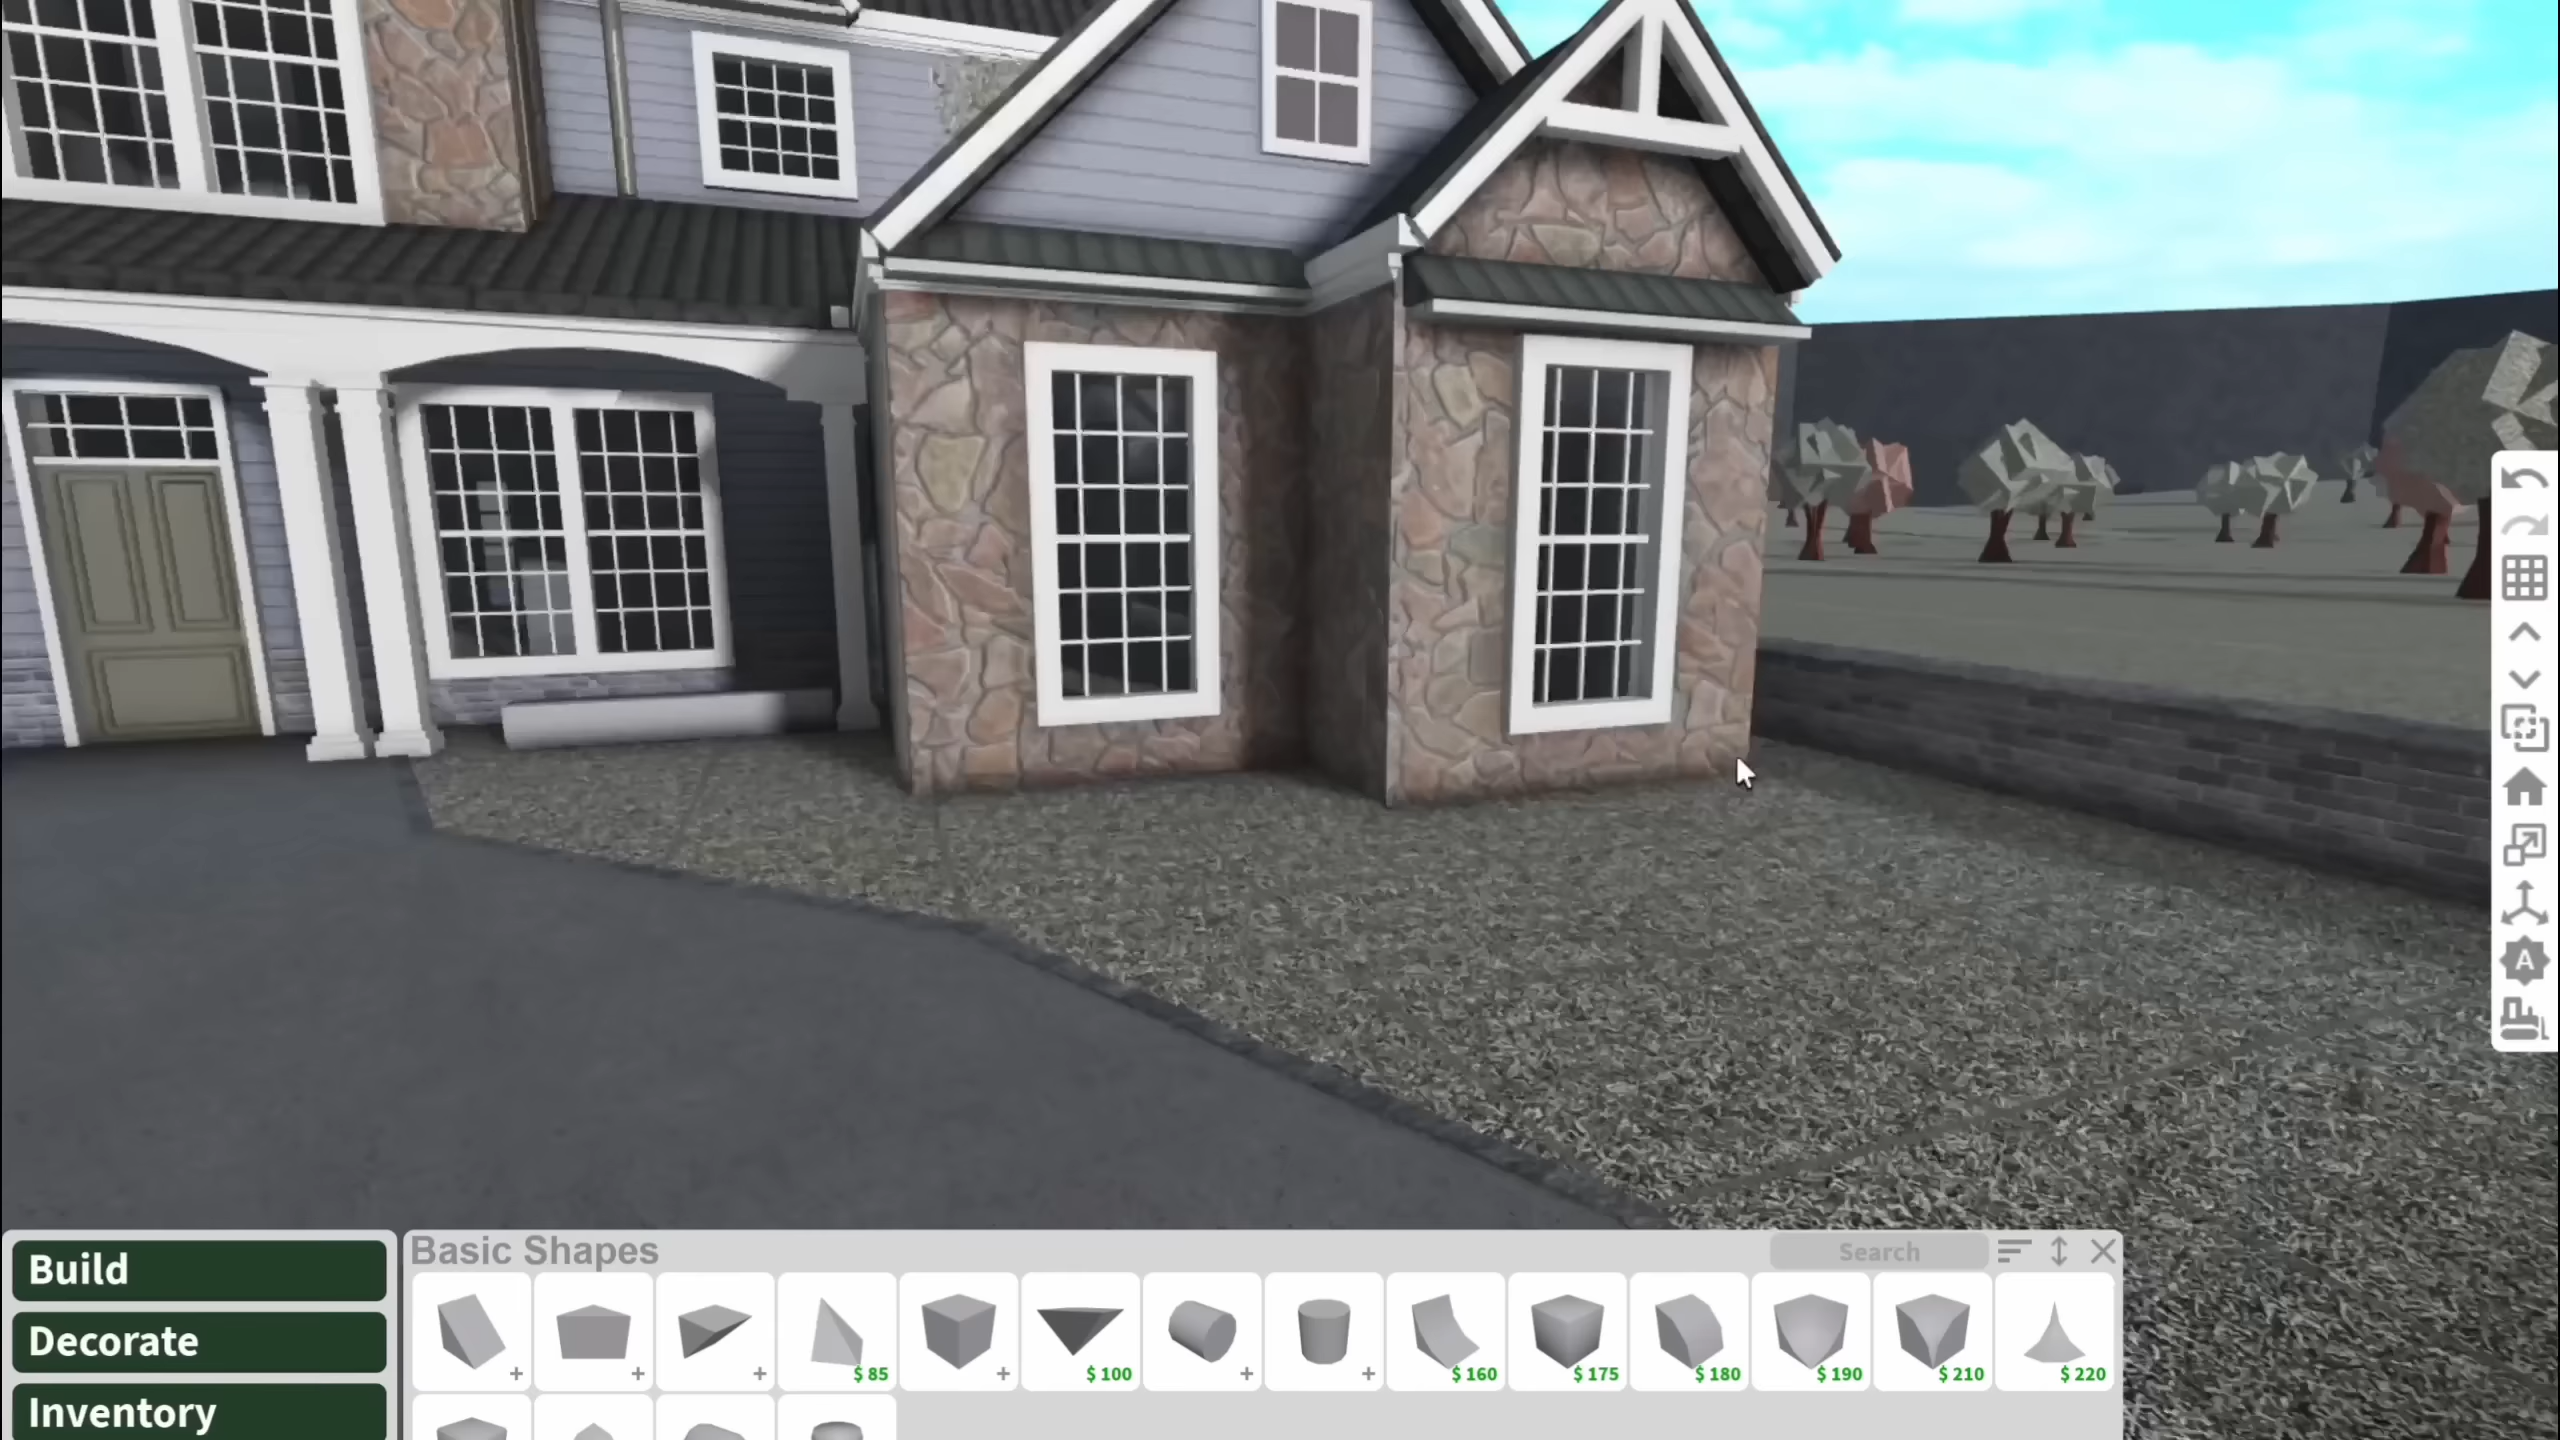 A
Build
Basic Shapes
Search
Decorate
+ + + $ 85 + $ 100 + + $ 160 $ 175 $ 180 $ 190 $ 210 $ 220
Inventory